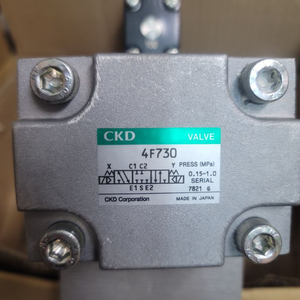 CKD VALVE
4F730
X C1 C2 Y PRESS (MPa)
0.15-1.0
SERIAL
E1 S E2 7821 6
CKD Corporation MADE IN JAPAN